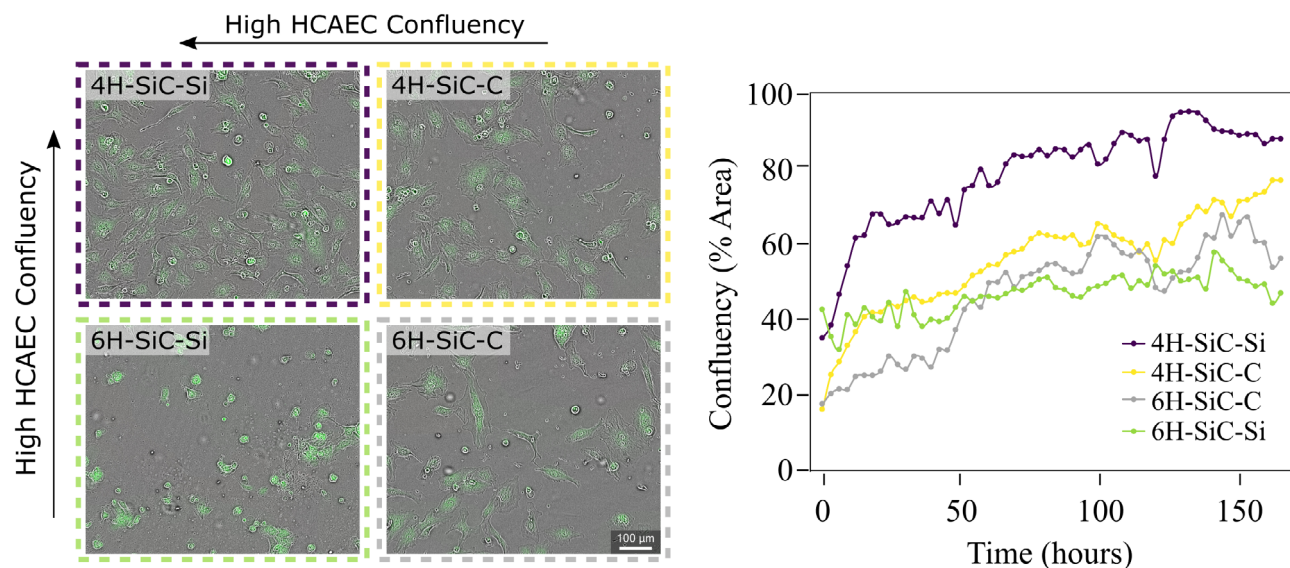 High HCAEC Confluency
High HCAEC Confluency
4H-SiC-Si
4H-SiC-C
6H-SiC-Si
6H-SiC-C
100 µm
Confluency (% Area)
100
80
60
40
20
0
4H-SiC-Si
4H-SiC-C
6H-SiC-C
6H-SiC-Si
0 50 100 150
Time (hours)